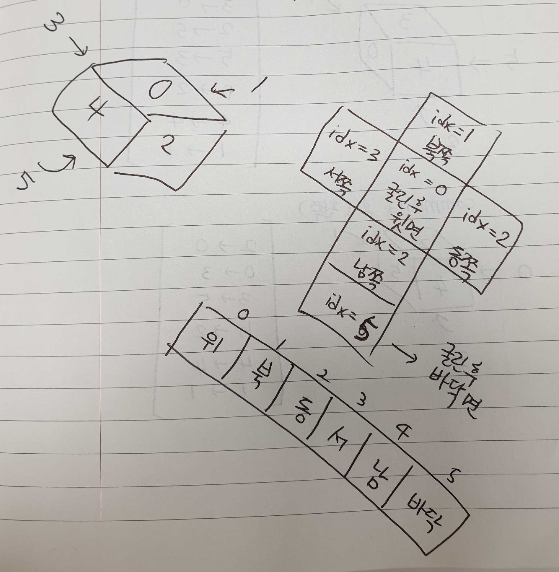 3
0
1
4
2
5
idx=1
북쪽
idx=3
서쪽
idx=0
굴린 후
윗면
idx=2
동쪽
idx=2
남쪽
idx=5
굴린 후
바닥면
0 1 2 3 4 5
위 북 동 서 남 바닥